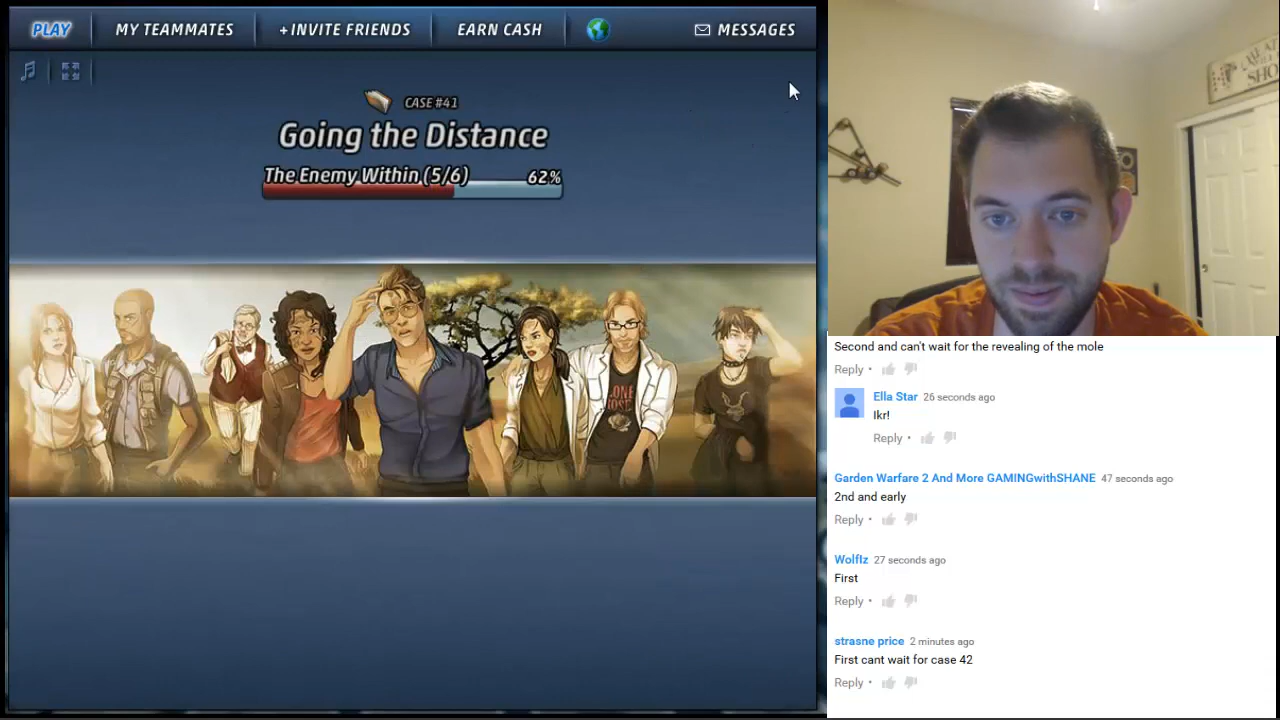 PLAY
MY TEAMMATES
+INVITE FRIENDS
EARN CASH
MESSAGES
CASE #41
Going the Distance
The Enemy Within (5/6)
62%
Second and can't wait for the revealing of the mole
Reply •
Ella Star 26 seconds ago
Ikr!
Reply •
Garden Warfare 2 And More GAMINGwithSHANE 47 seconds ago
2nd and early
Reply •
Wolflz 27 seconds ago
First
Reply •
strasne price 2 minutes ago
First cant wait for case 42
Reply •